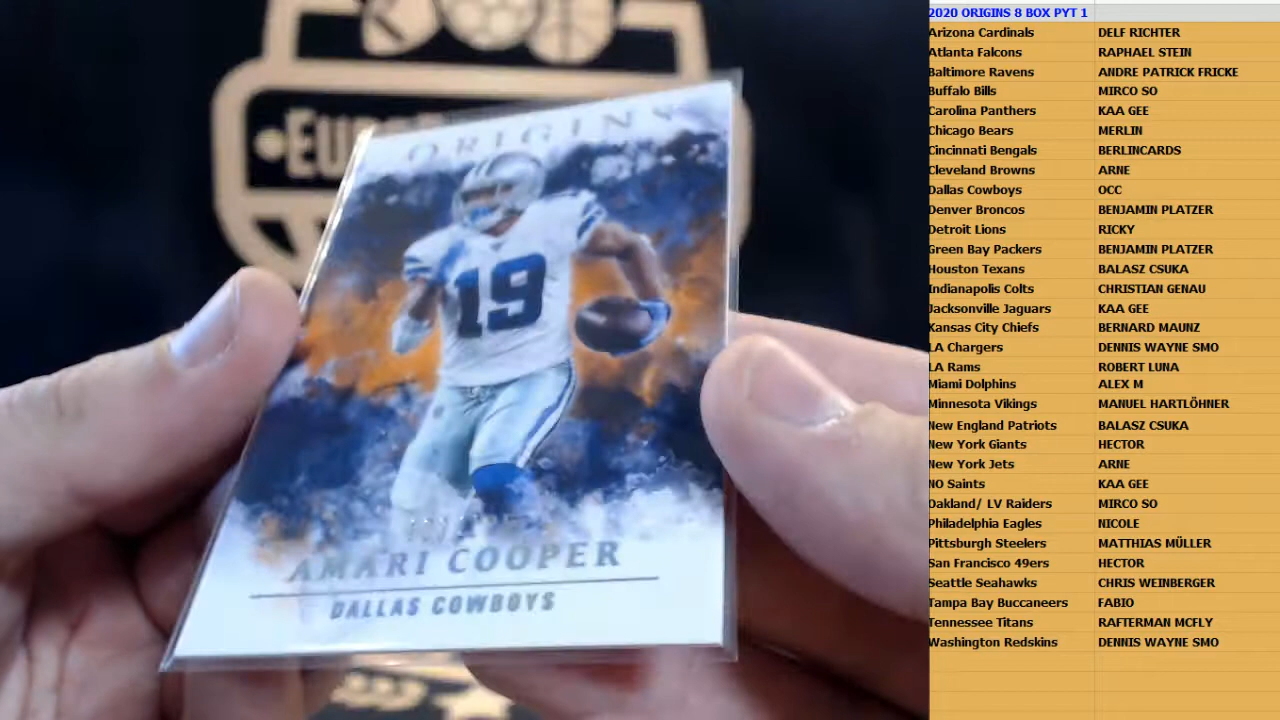 EU
ORIGINS
19
AMARI COOPER
DALLAS COWBOYS
2020 ORIGINS 8 BOX PYT 1
Arizona Cardinals DELF RICHTER
Atlanta Falcons RAPHAEL STEIN
Baltimore Ravens ANDRE PATRICK FRICKE
Buffalo Bills MIRCO SO
Carolina Panthers KAA GEE
Chicago Bears MERLIN
Cincinnati Bengals BERLINCARDS
Cleveland Browns ARNE
Dallas Cowboys OCC
Denver Broncos BENJAMIN PLATZER
Detroit Lions RICKY
Green Bay Packers BENJAMIN PLATZER
Houston Texans BALASZ CSUKA
Indianapolis Colts CHRISTIAN GENAU
Jacksonville Jaguars KAA GEE
Kansas City Chiefs BERNARD MAUNZ
LA Chargers DENNIS WAYNE SMO
LA Rams ROBERT LUNA
Miami Dolphins ALEX M
Minnesota Vikings MANUEL HARTLÖHNER
New England Patriots BALASZ CSUKA
New York Giants HECTOR
New York Jets ARNE
NO Saints KAA GEE
Oakland/ LV Raiders MIRCO SO
Philadelphia Eagles NICOLE
Pittsburgh Steelers MATTHIAS MÜLLER
San Francisco 49ers HECTOR
Seattle Seahawks CHRIS WEINBERGER
Tampa Bay Buccaneers FABIO
Tennessee Titans RAFTERMAN MCFLY
Washington Redskins DENNIS WAYNE SMO